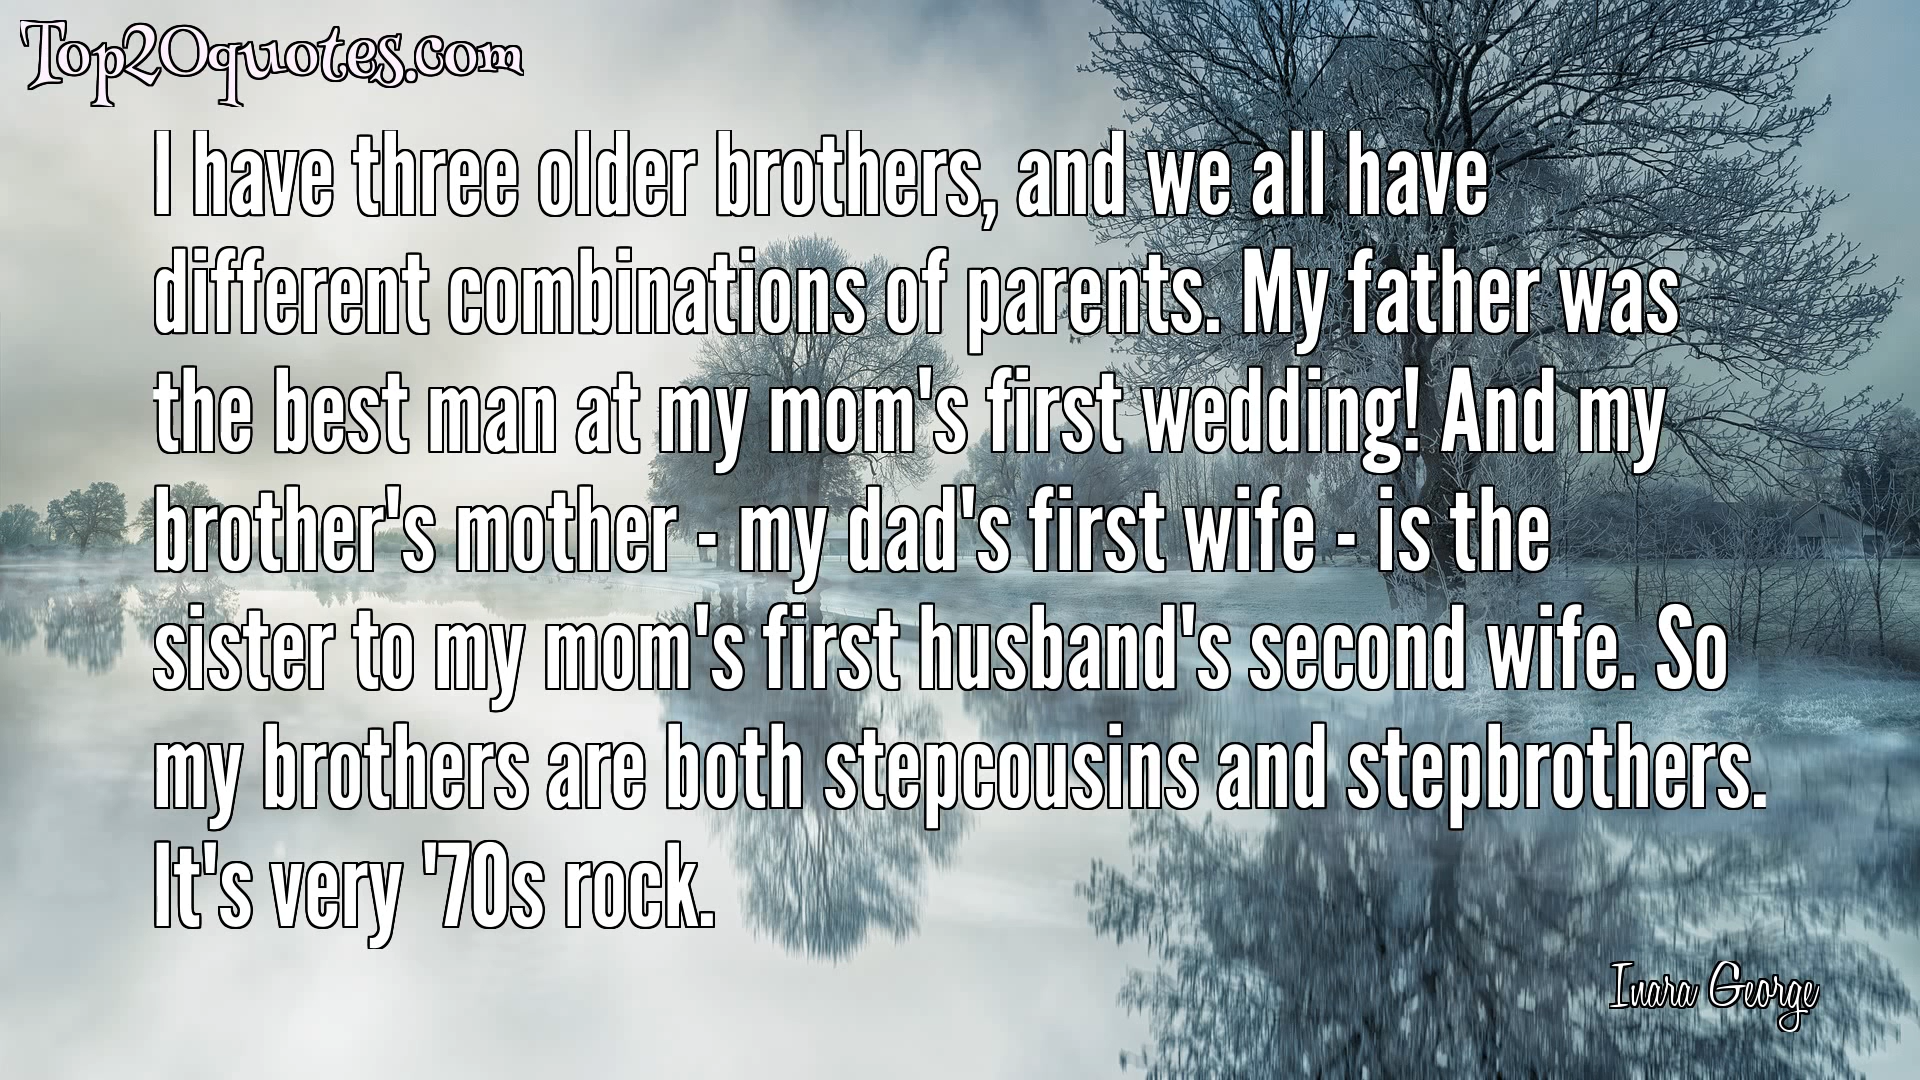 Top20quotes.com
I have three older brothers, and we all have
different combinations of parents. My father was
the best man at my mom's first wedding! And my
brother's mother - my dad's first wife - is the
sister to my mom's first husband's second wife. So
my brothers are both stepcousins and stepbrothers.
It's very '70s rock.
Inara George